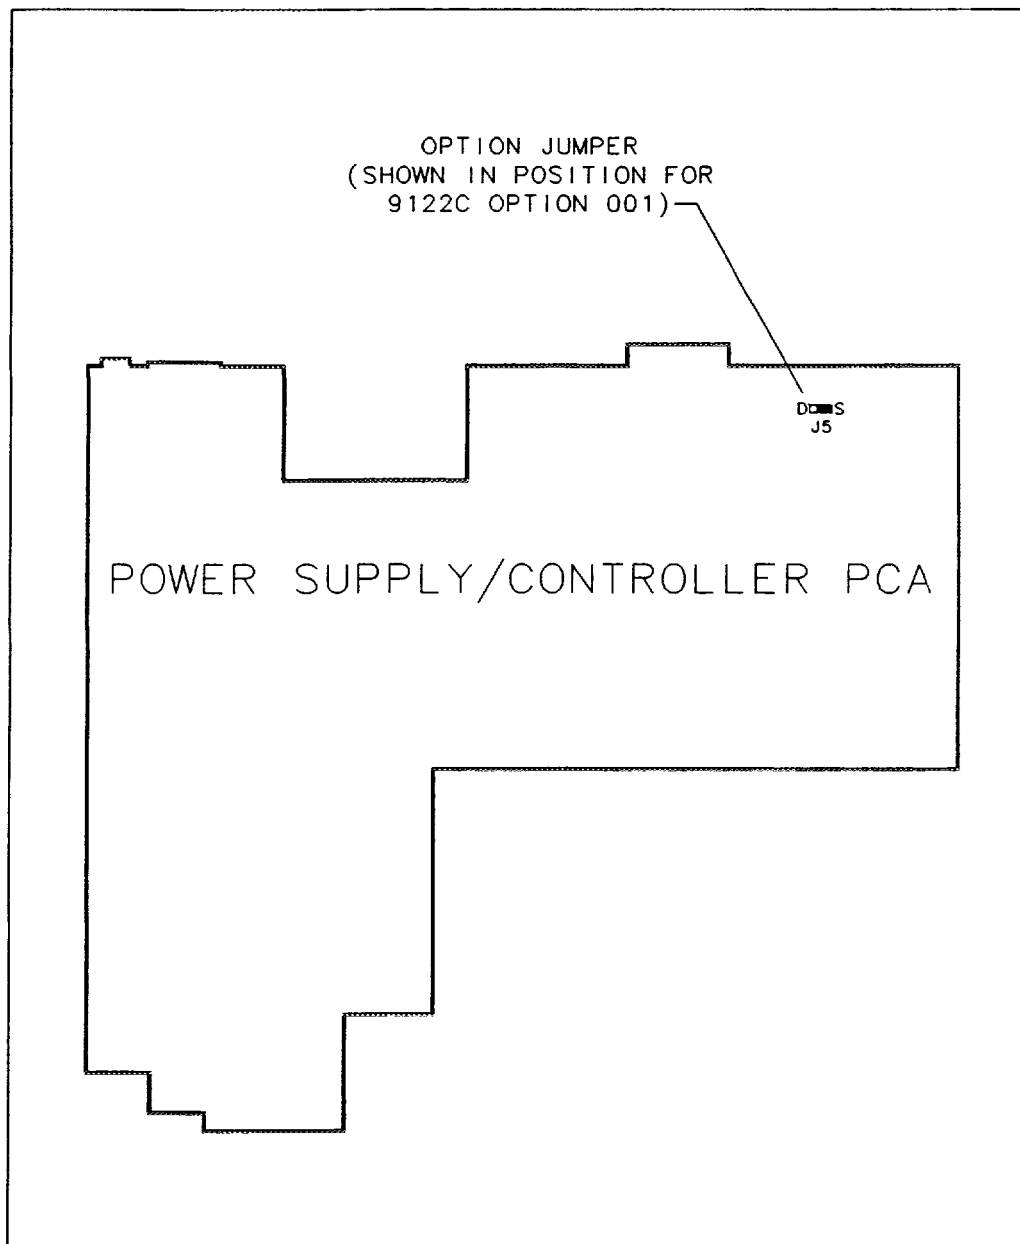 OPTION JUMPER
(SHOWN IN POSITION FOR
9122C OPTION 001)
D S
J5
POWER SUPPLY/CONTROLLER PCA